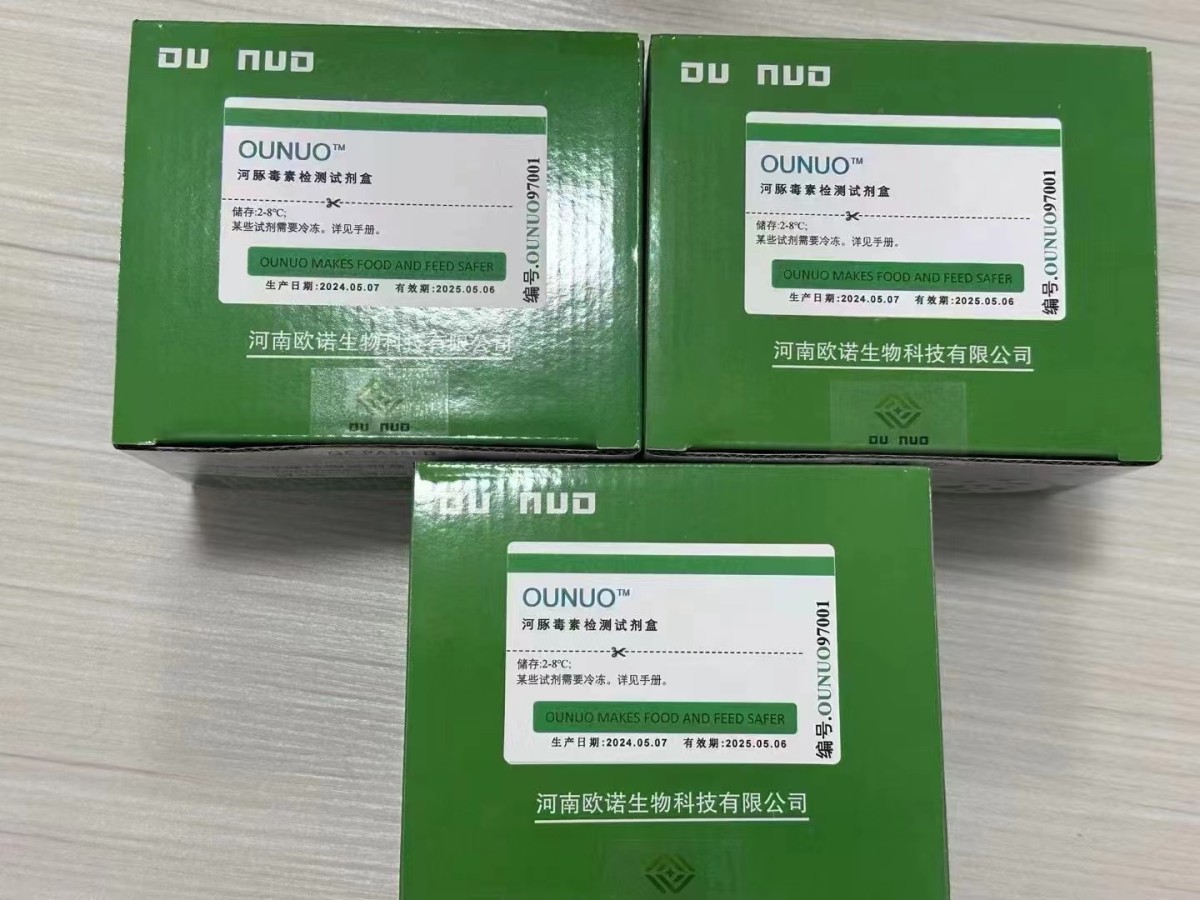 OU NUO
OUNUO™
河豚毒素检测试剂盒
储存:2-8℃;
某些试剂需要冷冻。详见手册。
OUNUO MAKES FOOD AND FEED SAFER
生产日期:2024.05.07 有效期:2025.05.06
编号.OUNUO97001
河南欧诺生物科技有限公司
OU NUO
QC PASSED
OU NUO
OUNUO™
河豚毒素检测试剂盒
储存:2-8℃;
某些试剂需要冷冻。详见手册。
OUNUO MAKES FOOD AND FEED SAFER
生产日期:2024.05.07 有效期:2025.05.06
编号.OUNUO97001
河南欧诺生物科技有限公司
OU NUO
OU NUO
OUNUO™
河豚毒素检测试剂盒
储存:2-8℃;
某些试剂需要冷冻。详见手册。
OUNUO MAKES FOOD AND FEED SAFER
生产日期:2024.05.07 有效期:2025.05.06
编号.OUNUO97001
河南欧诺生物科技有限公司